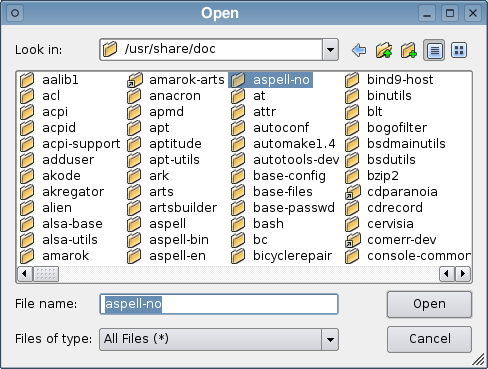 Open
Look in: /usr/share/doc
aalib1 amarok-arts aspell-no bind9-host
acl anacron at binutils
acpi apmd attr blt
acpid apt autoconf bogofilter
acpi-support aptitude automake1.4 bsdmainutils
adduser apt-utils autotools-dev bsdutils
akode ark base-config bzip2
akregator arts base-files cdparanoia
alien artsbuilder base-passwd cdrecord
alsa-base aspell bash cervisia
alsa-utils aspell-bin bc comerr-dev
amarok aspell-en bicyclerepair console-common
File name: aspell-no Open
Files of type: All Files (*) Cancel